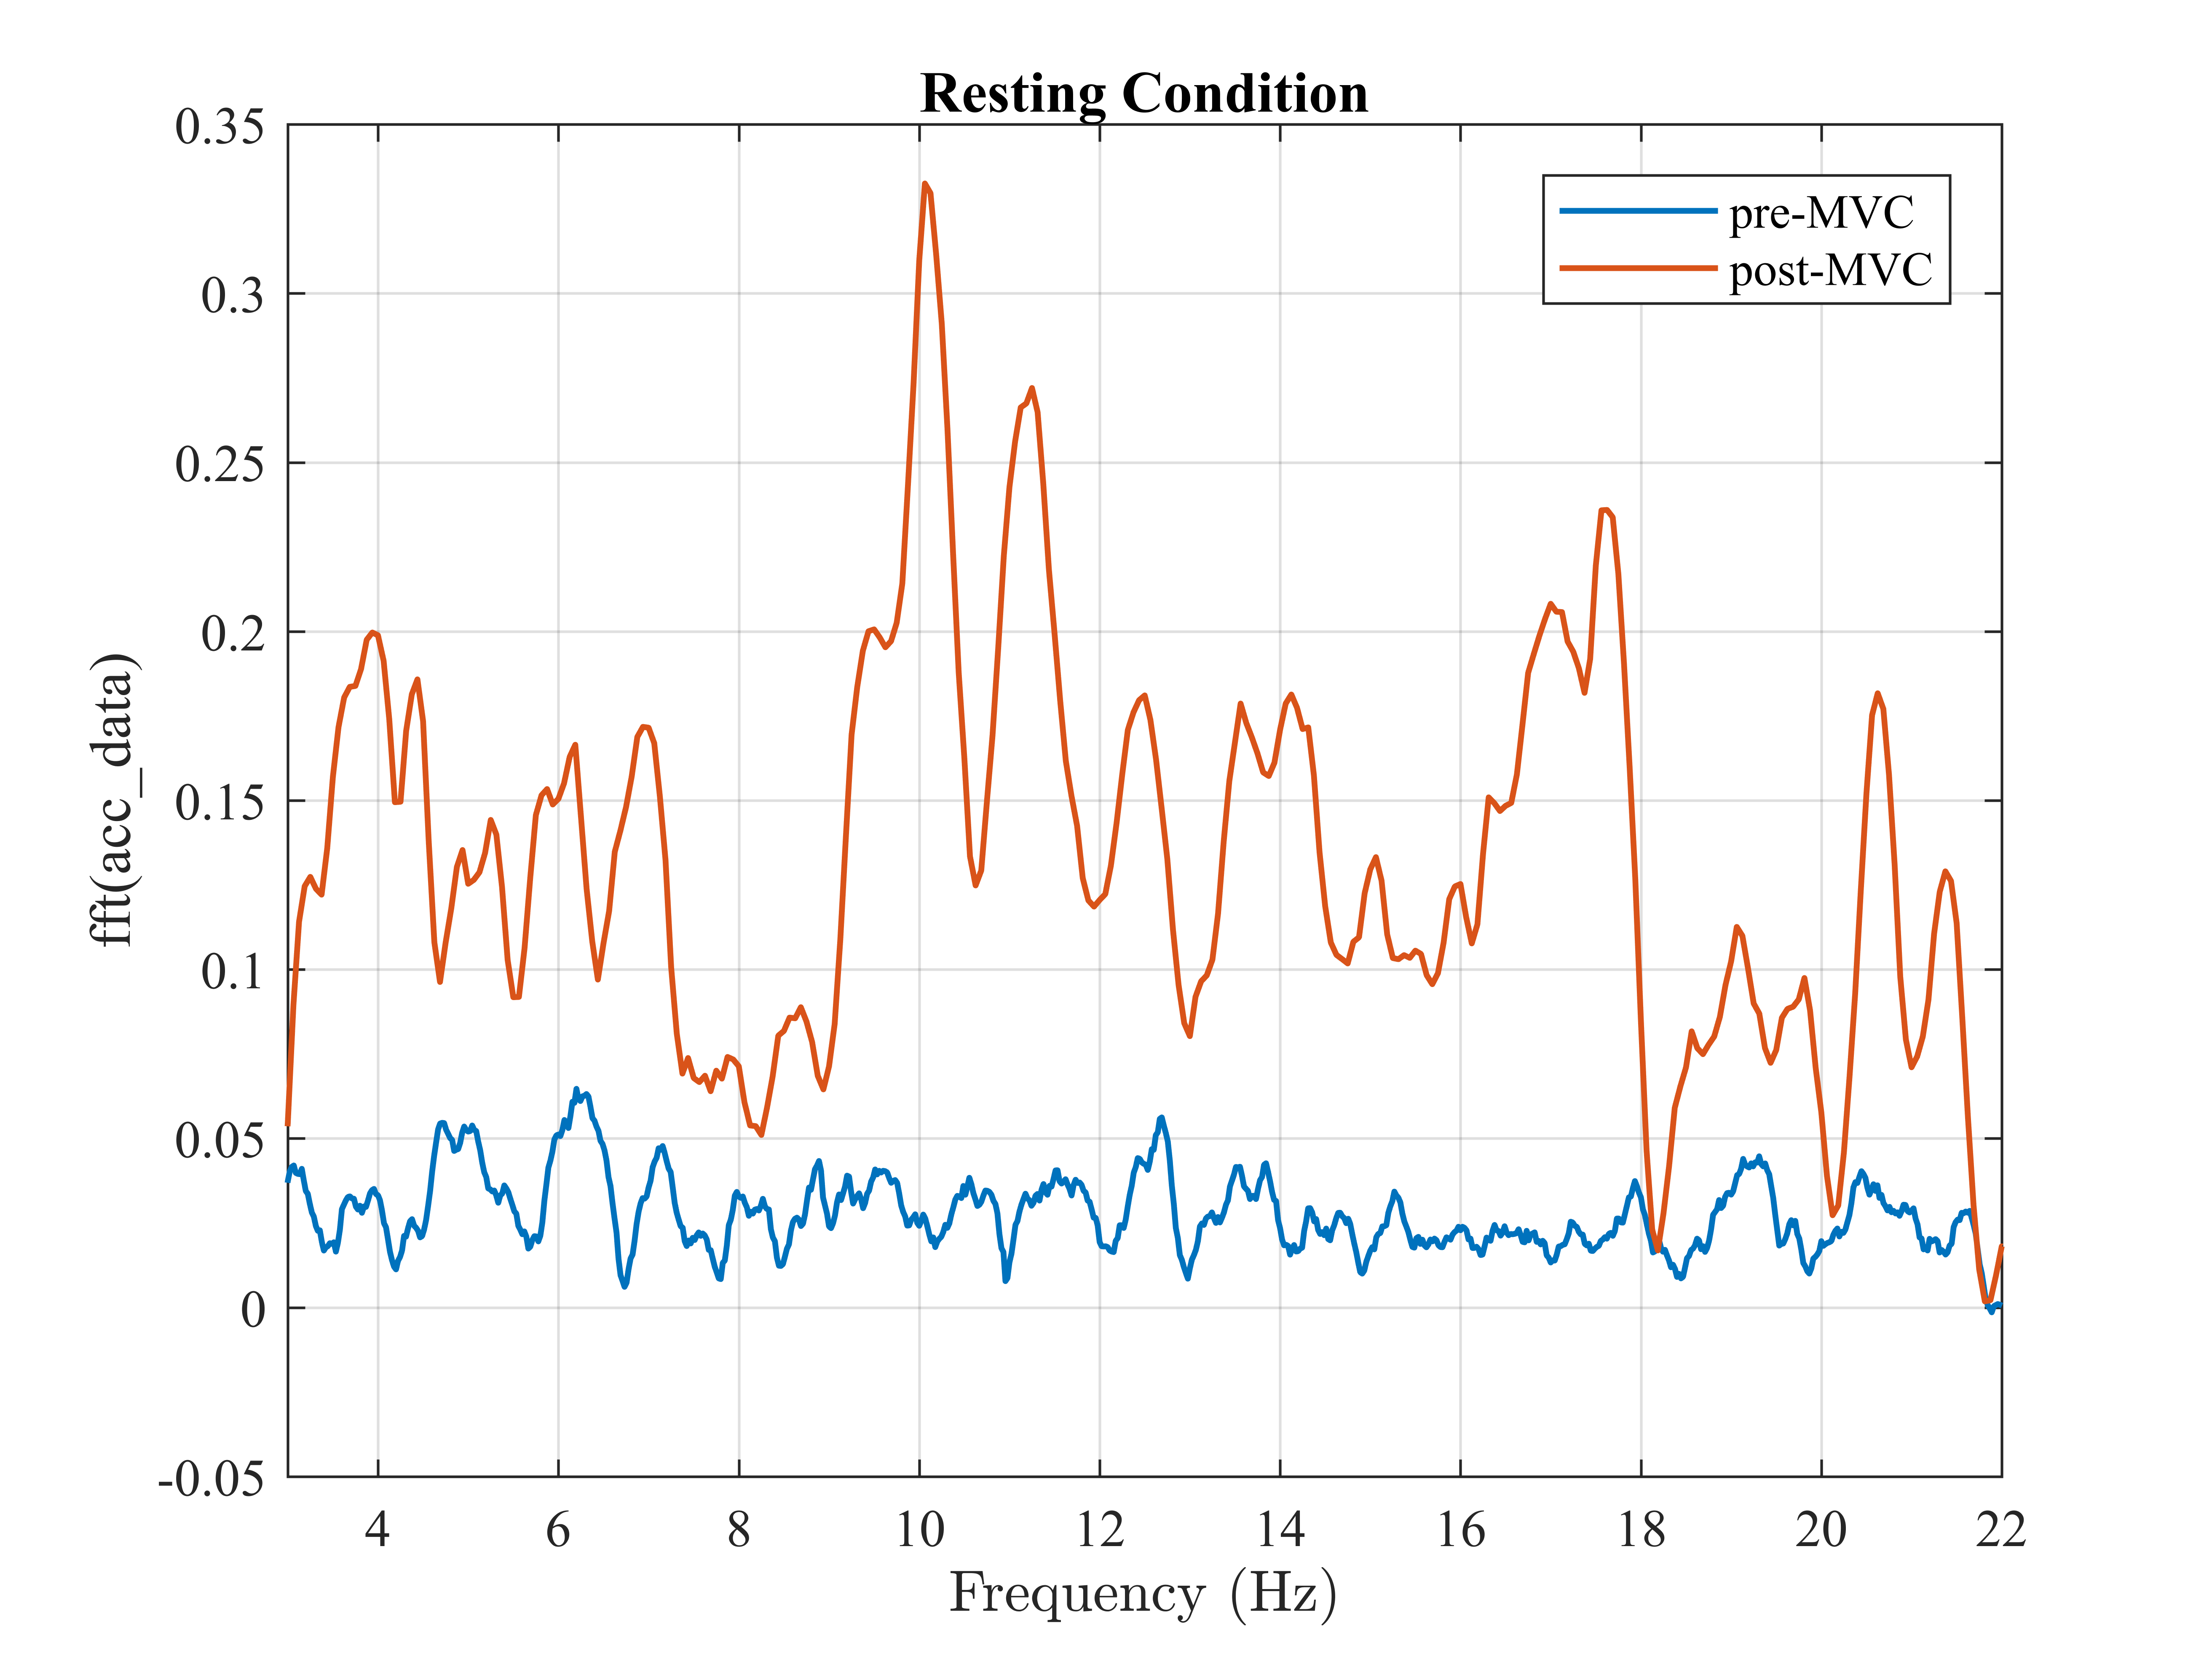 Resting Condition
0.35
0.3
0.25
0.2
0.15
0.1
0.05
0
-0.05
fft(acc_data)
pre-MVC
post-MVC
4 6 8 10 12 14 16 18 20 22
Frequency (Hz)